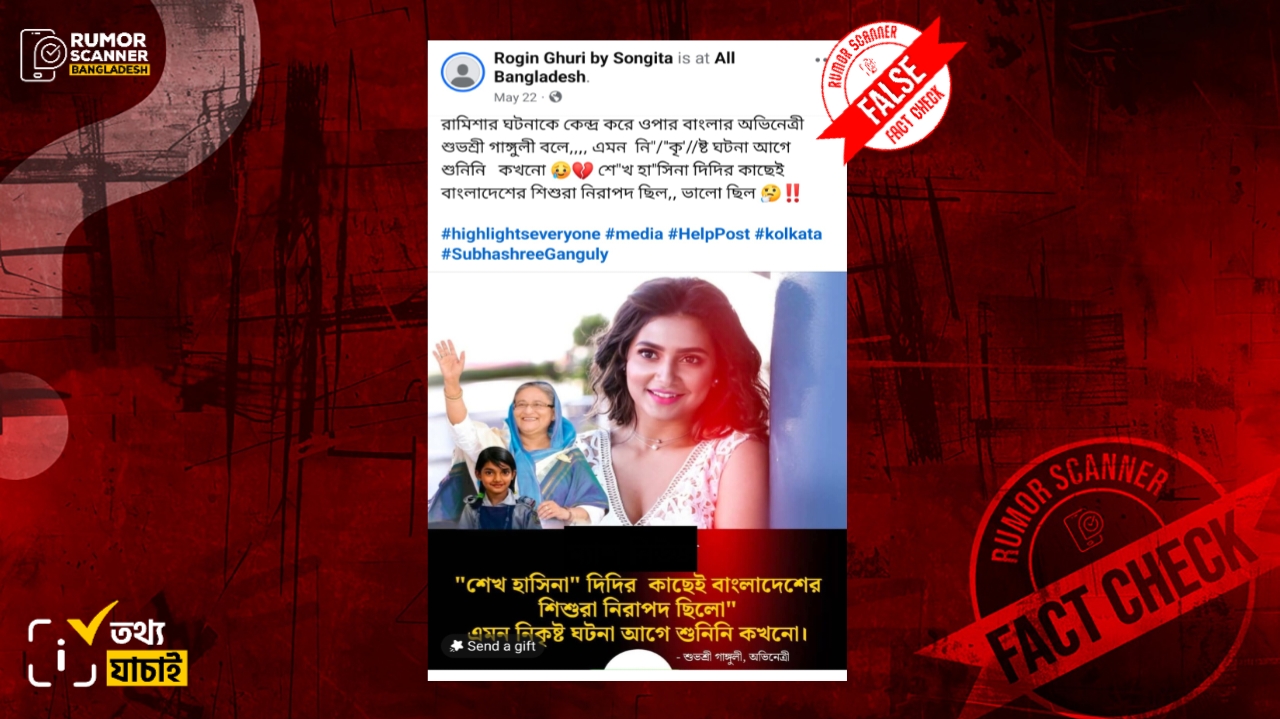 RUMOR
SCANNER
BANGLADESH
Rogin Ghuri by Songita is at All
Bangladesh.
May 22
রামিশার ঘটনাকে কেন্দ্র করে ওপার বাংলার অভিনেত্রী
শুভশ্রী গাঙ্গুলী বলে,,,, এমন নি"/"কৃ'//ষ্ট ঘটনা আগে
শুনিনি কখনো 😥💔 শে"খ হা"সিনা দিদির কাছেই
বাংলাদেশের শিশুরা নিরাপদ ছিল,, ভালো ছিল 🤧‼️
#highlightseveryone #media #HelpPost #kolkata
#SubhashreeGanguly
"শেখ হাসিনা" দিদির কাছেই বাংলাদেশের
শিশুরা নিরাপদ ছিলো"
এমন নিকৃষ্ট ঘটনা আগে শুনিনি কখনো।
Send a gift
- শুভশ্রী গাঙ্গুলী, অভিনেত্রী
RUMOR SCANNER
FALSE
FACT CHECK
RUMOR SCANNER
FACT CHECK
i
তথ্য
যাচাই